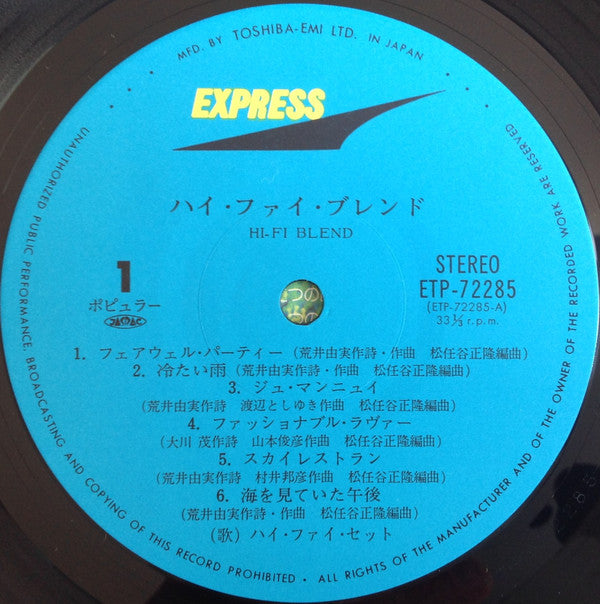 MFD. BY TOSHIBA-EMI LTD. IN JAPAN
EXPRESS
ハイ・ファイ・ブレンド
HI-FI BLEND
1
ポピュラー
STEREO
ETP-72285
(ETP-72285-A)
33⅓ r.p.m.
1. フェアウェル・パーティー (荒井由実作詩・作曲 松任谷正隆編曲)
2. 冷たい雨 (荒井由実作詩・作曲 松任谷正隆編曲)
3. ジュ・マンニュイ
(荒井由実作詩 渡辺としゆき作曲 松任谷正隆編曲)
4. ファッショナブル・ラヴァー
(大川 茂作詩 山本俊彦作曲 松任谷正隆編曲)
5. スカイレストラン
(荒井由実作詩 村井邦彦作曲 松任谷正隆編曲)
6. 海を見ていた午後
(荒井由実作詩・作曲 松任谷正隆編曲)
(歌) ハイ・ファイ・セット
UNAUTHORIZED PUBLIC PERFORMANCE, BROADCASTING AND COPYING OF THIS RECORD PROHIBITED • ALL RIGHTS OF THE MANUFACTURER AND OF THE OWNER OF THE RECORDED WORK ARE RESERVED